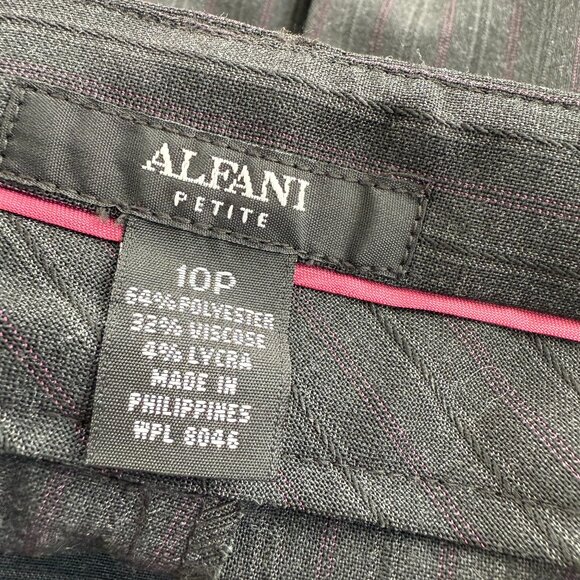 ALFANI
PETITE
10P
64% POLYESTER
32% VISCOSE
4% LYCRA
MADE IN
PHILIPPINES
WPL 8046